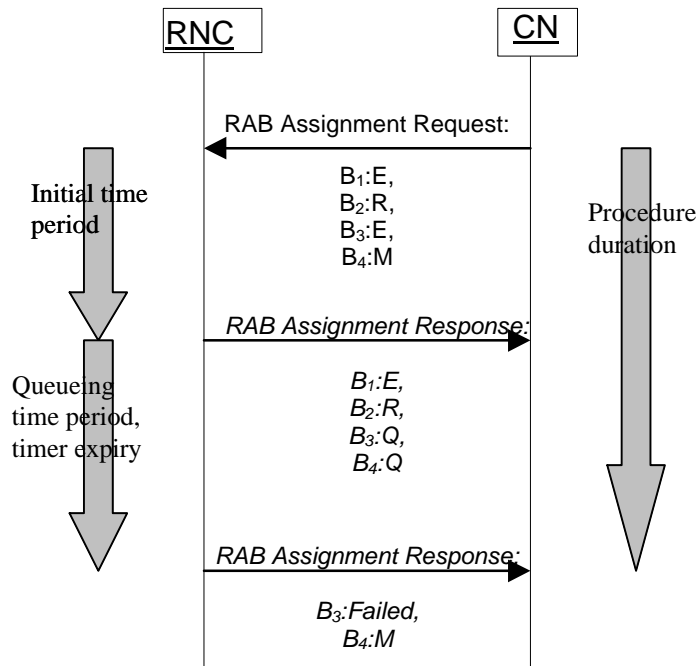 RNC
CN
RAB Assignment Request:
Initial time
period
B₁:E,
B₂:R,
B₃:E,
B₄:M
Procedure
duration
RAB Assignment Response:
Queueing
time period,
timer expiry
B₁:E,
B₂:R,
B₃:Q,
B₄:Q
RAB Assignment Response:
B₃:Failed,
B₄:M